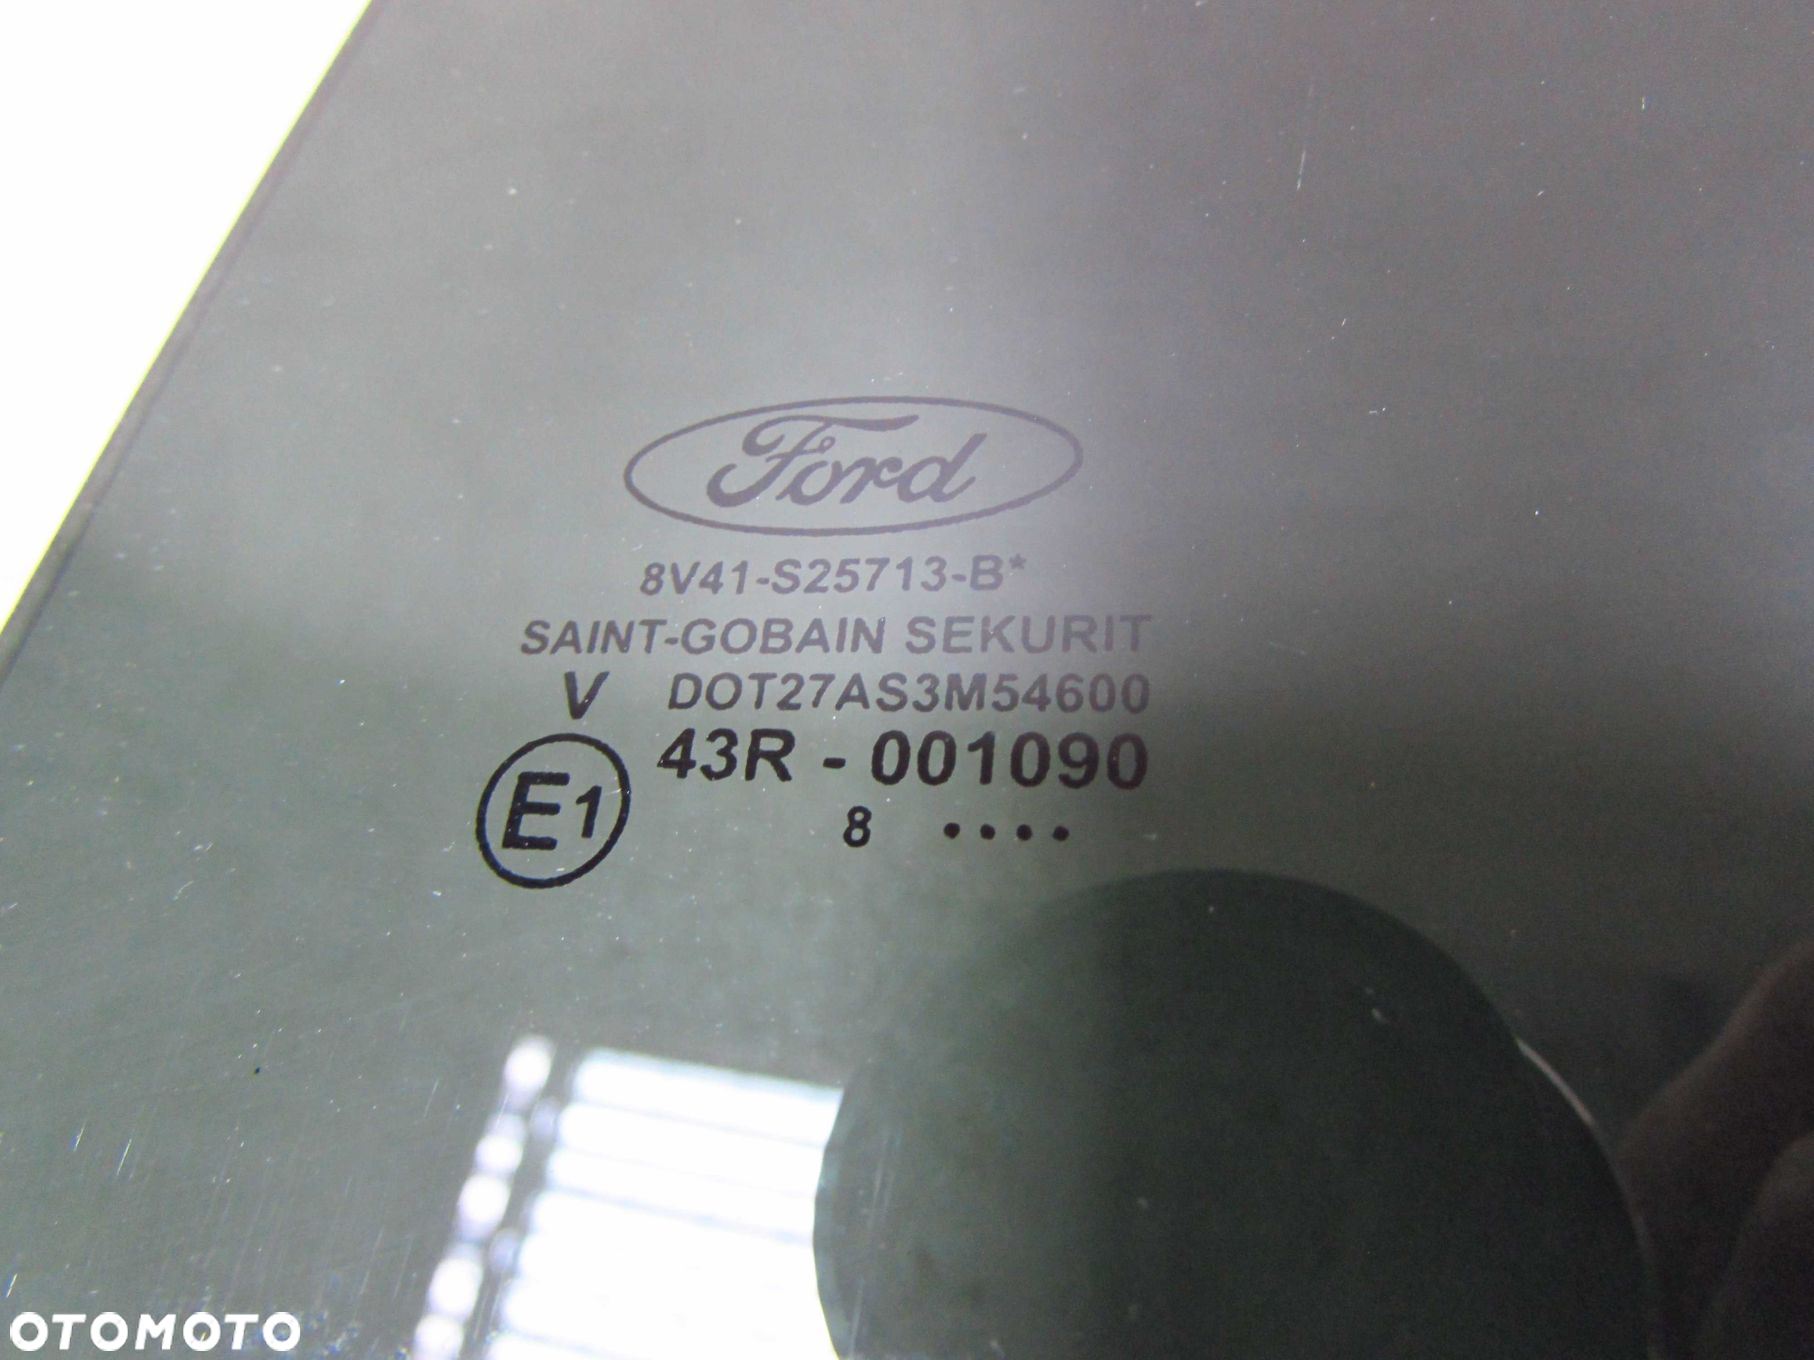 Ford
8V41-S25713-B*
SAINT-GOBAIN SEKURIT
V DOT27AS3M54600
E1 43R - 001090
8 ....
OTOMOTO